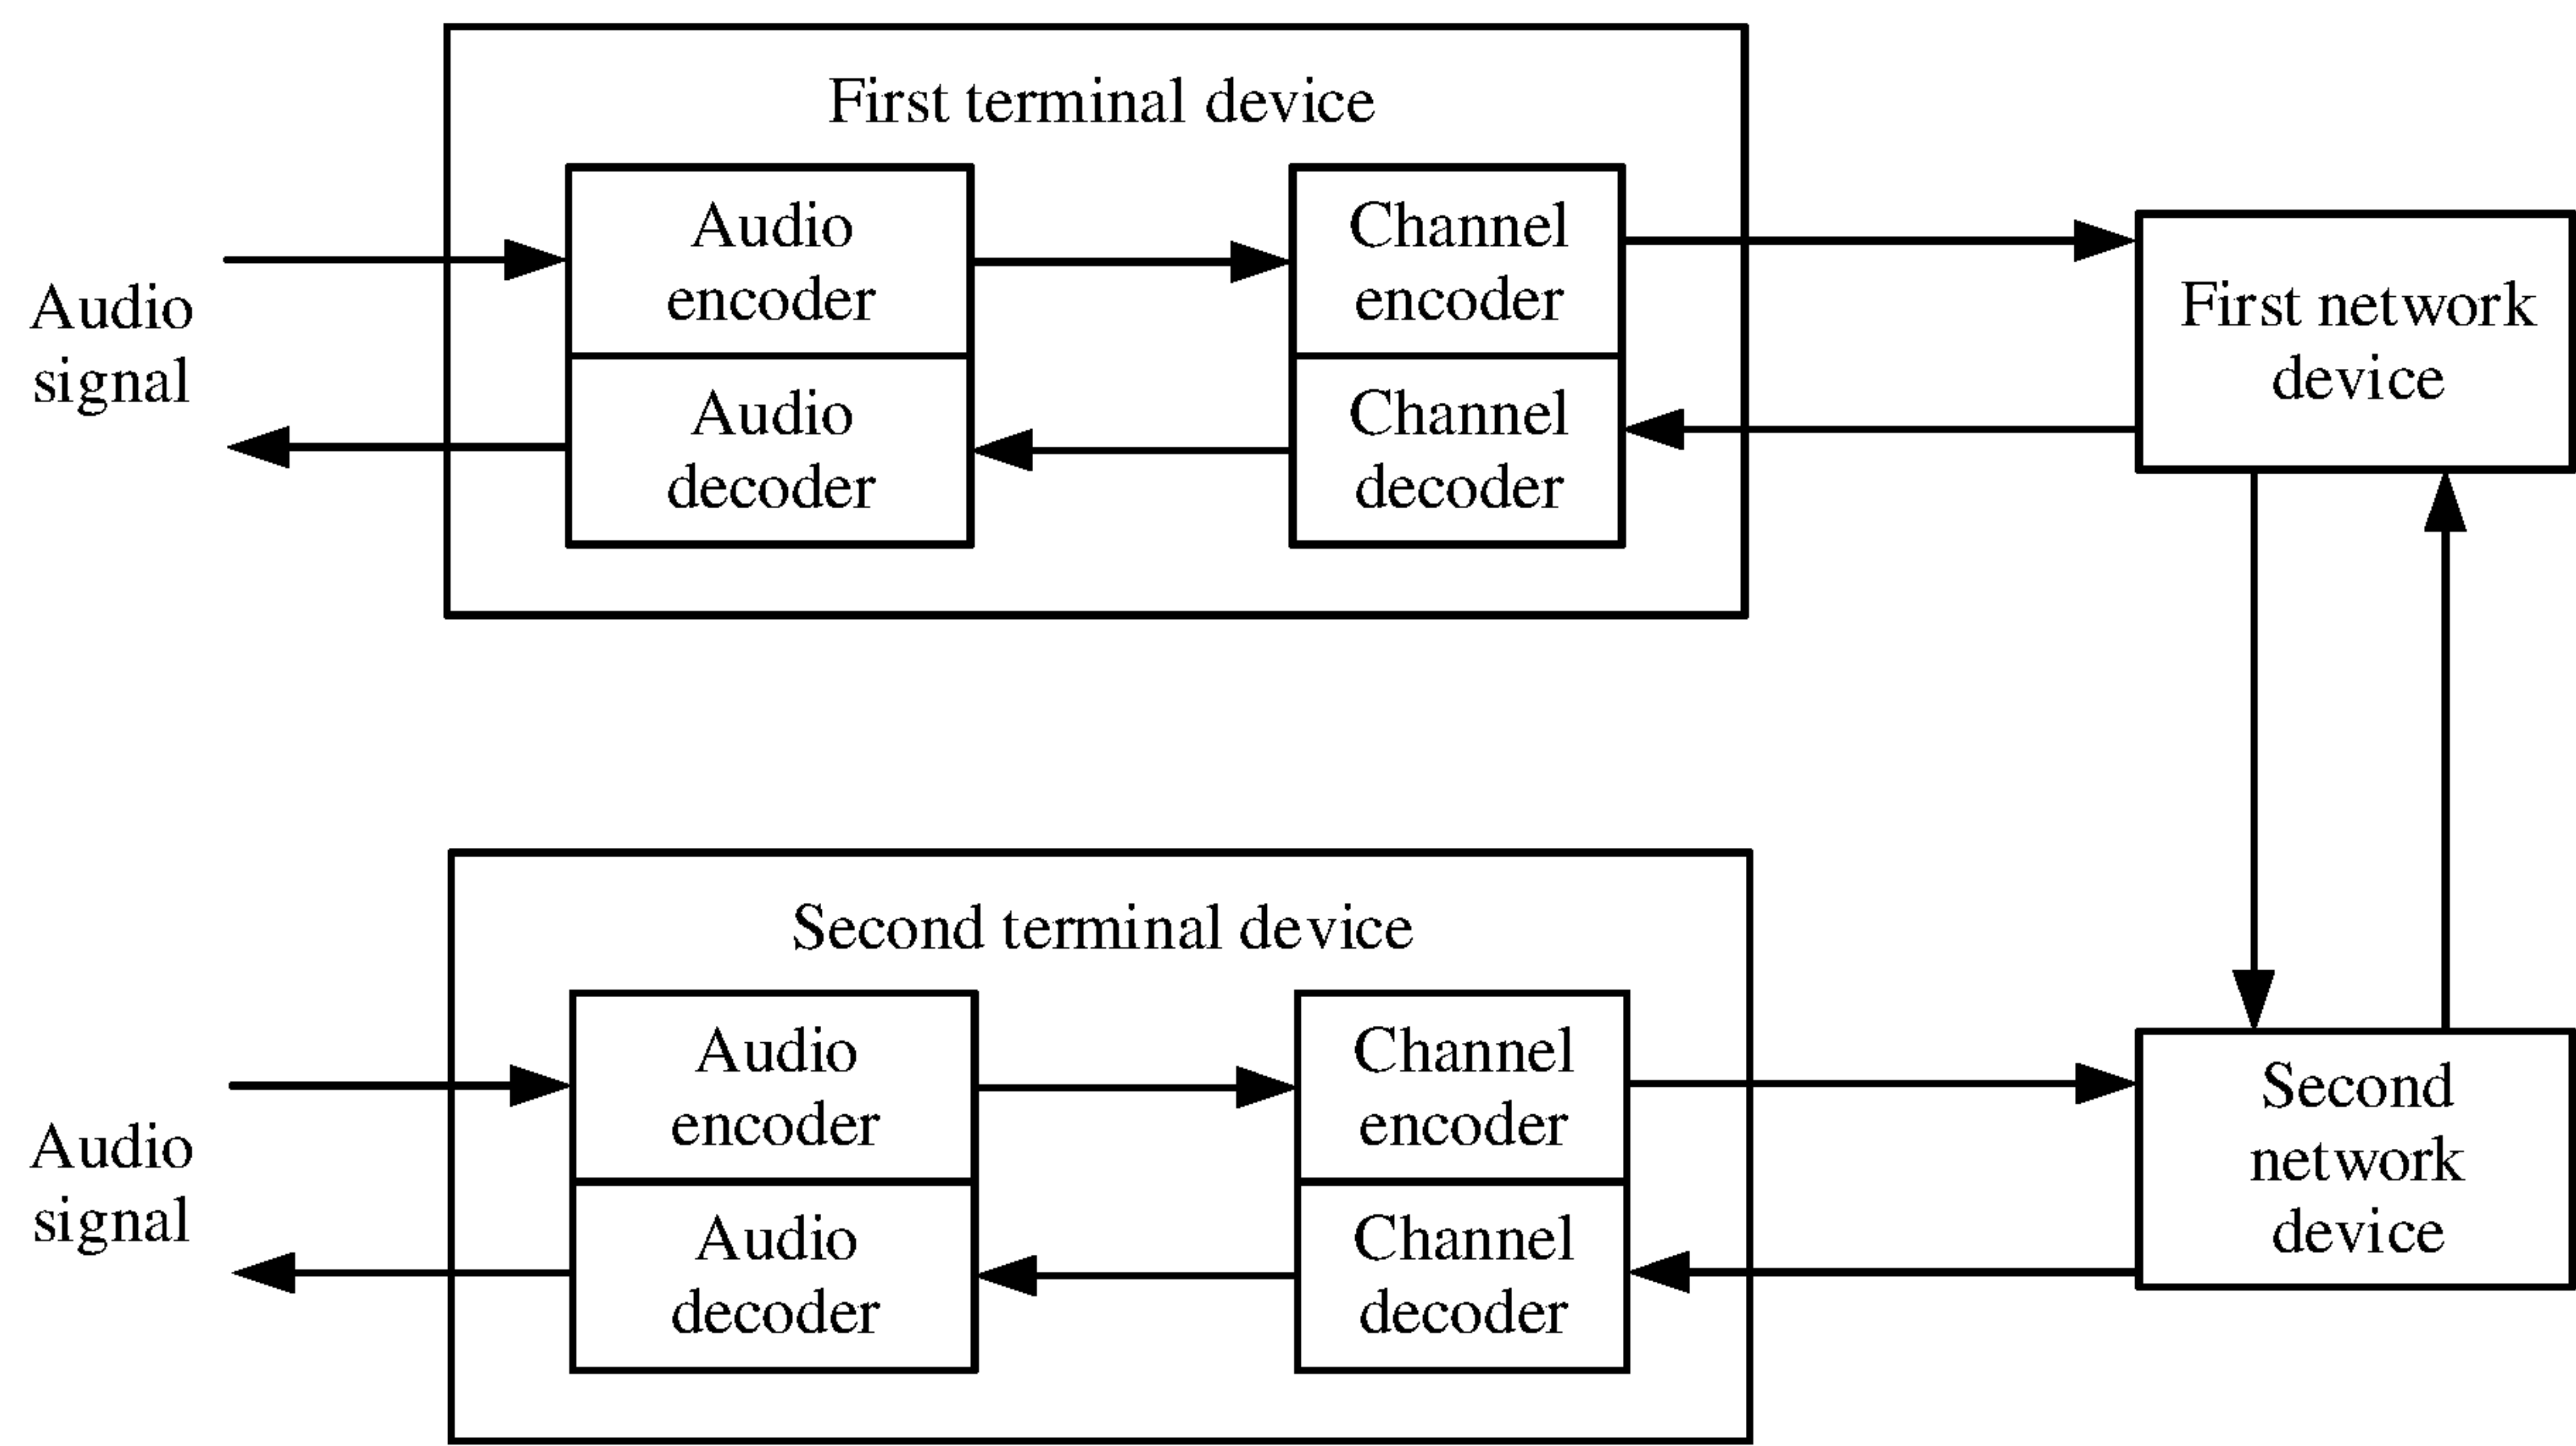 First terminal device
Audio
signal
Audio
encoder
Audio
decoder
Channel
encoder
Channel
decoder
First network
device
Second terminal device
Audio
signal
Audio
encoder
Audio
decoder
Channel
encoder
Channel
decoder
Second
network
device